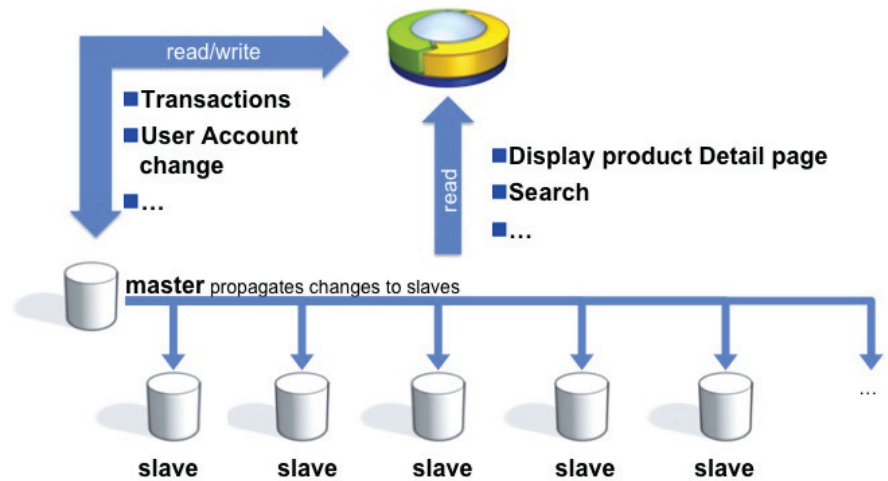 read/write
■Transactions
■User Account
change
■...
read
■Display product Detail page
■Search
■...
master propagates changes to slaves
...
slave
slave
slave
slave
slave